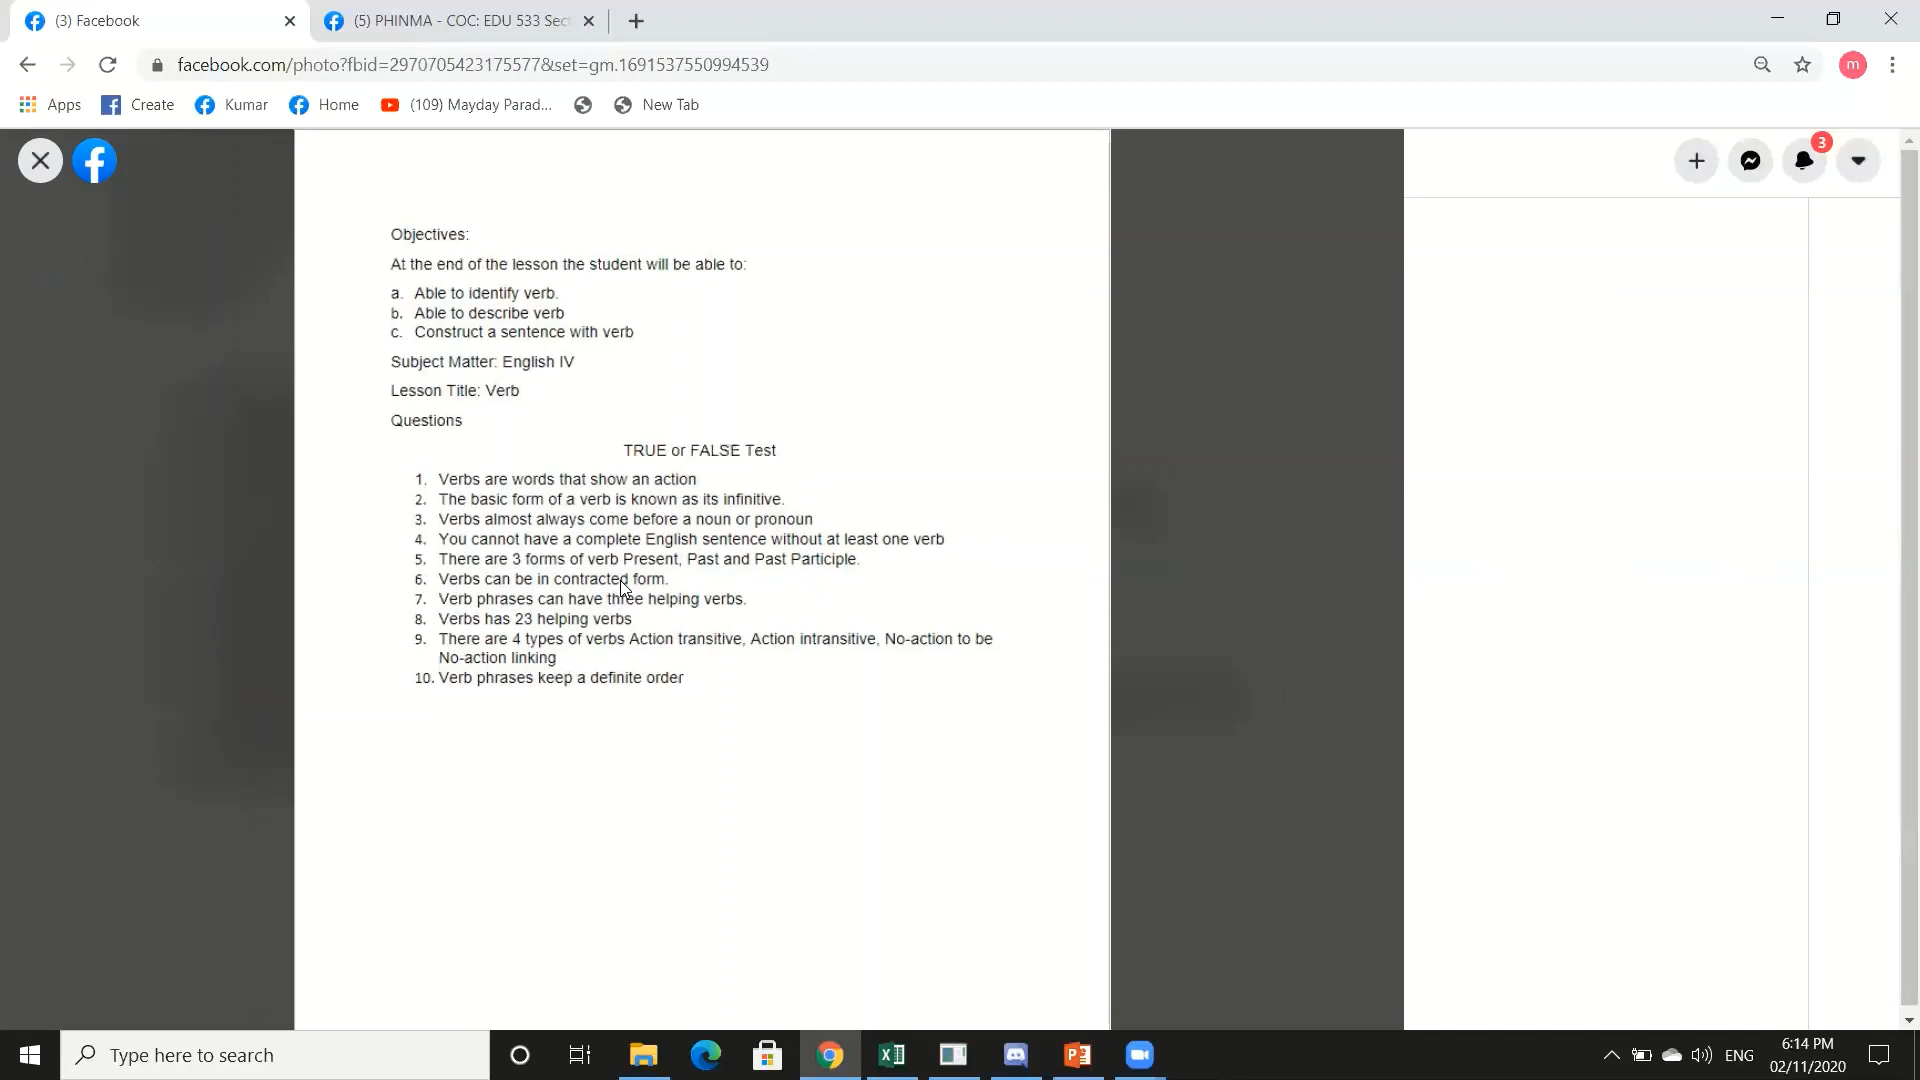 (3) Facebook
(5) PHINMA - COC: EDU 533 Sec
facebook.com/photo?fbid=2970705423175577&set=gm.1691537550994539
m
Apps
Create
Kumar
Home
(109) Mayday Parad...
New Tab
3
Objectives:
At the end of the lesson the student will be able to:
a. Able to identify verb.
b. Able to describe verb
c. Construct a sentence with verb
Subject Matter: English IV
Lesson Title: Verb
Questions
TRUE or FALSE Test
1. Verbs are words that show an action
2. The basic form of a verb is known as its infinitive.
3. Verbs almost always come before a noun or pronoun
4. You cannot have a complete English sentence without at least one verb
5. There are 3 forms of verb Present, Past and Past Participle.
6. Verbs can be in contracted form.
7. Verb phrases can have three helping verbs.
8. Verbs has 23 helping verbs
9. There are 4 types of verbs Action transitive, Action intransitive, No-action to be
No-action linking
10. Verb phrases keep a definite order
Type here to search
ENG
6:14 PM
02/11/2020